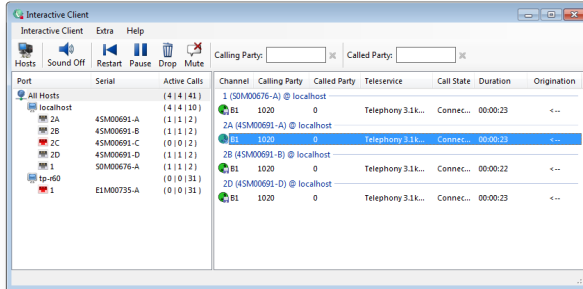 Interactive Client
Interactive Client Extra Help
Hosts Sound Off Restart Pause Drop Mute Calling Party: Called Party:
Port Serial Active Calls
All Hosts ( 4 | 4 | 41 )
localhost ( 4 | 4 | 10 )
2A 4SM00691-A ( 1 | 1 | 2 )
2B 4SM00691-B ( 1 | 1 | 2 )
2C 4SM00691-C ( 0 | 0 | 2 )
2D 4SM00691-D ( 1 | 1 | 2 )
1 S0M00676-A ( 1 | 1 | 2 )
tp-r60 ( 0 | 0 | 31 )
1 E1M00735-A ( 0 | 0 | 31 )
Channel Calling Party Called Party Teleservice Call State Duration Origination
1 (S0M00676-A) @ localhost
B1 1020 0 Telephony 3.1k... Connec... 00:00:23 <--
2A (4SM00691-A) @ localhost
B1 1020 0 Telephony 3.1k... Connec... 00:00:23 <--
2B (4SM00691-B) @ localhost
B1 1020 0 Telephony 3.1k... Connec... 00:00:22 <--
2D (4SM00691-D) @ localhost
B1 1020 0 Telephony 3.1k... Connec... 00:00:23 <--